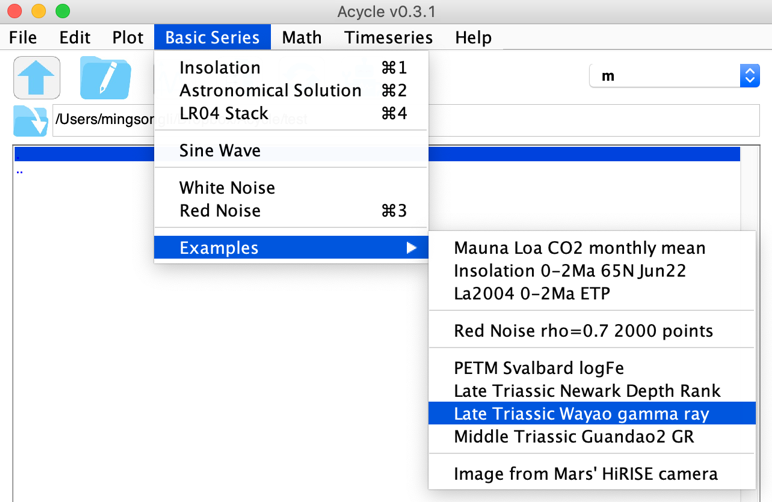 Acycle v0.3.1
File Edit Plot Basic Series Math Timeseries Help
m
Insolation ⌘1
Astronomical Solution ⌘2
LR04 Stack ⌘4
/Users/mingsong
Sine Wave
..
White Noise
Red Noise ⌘3
Examples ▶
Mauna Loa CO2 monthly mean
Insolation 0-2Ma 65N Jun22
La2004 0-2Ma ETP
Red Noise rho=0.7 2000 points
PETM Svalbard logFe
Late Triassic Newark Depth Rank
Late Triassic Wayao gamma ray
Middle Triassic Guandao2 GR
Image from Mars' HiRISE camera